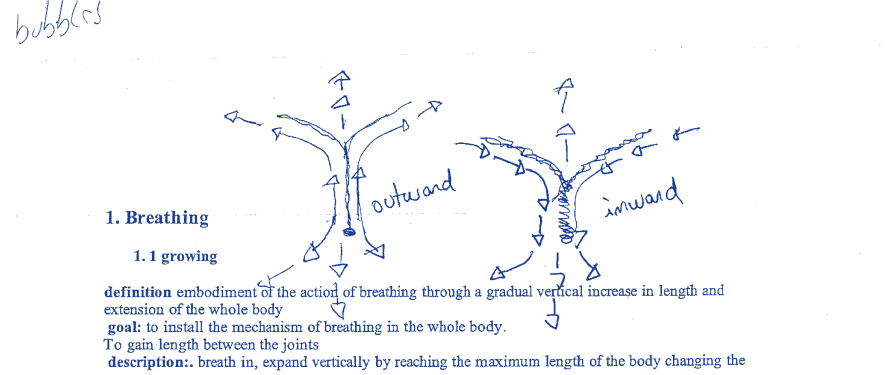 bubbles
outward
inward
1. Breathing
1.1 growing
definition embodiment of the action of breathing through a gradual vertical increase in length and
extension of the whole body
goal: to install the mechanism of breathing in the whole body.
To gain length between the joints
description:. breath in, expand vertically by reaching the maximum length of the body changing the